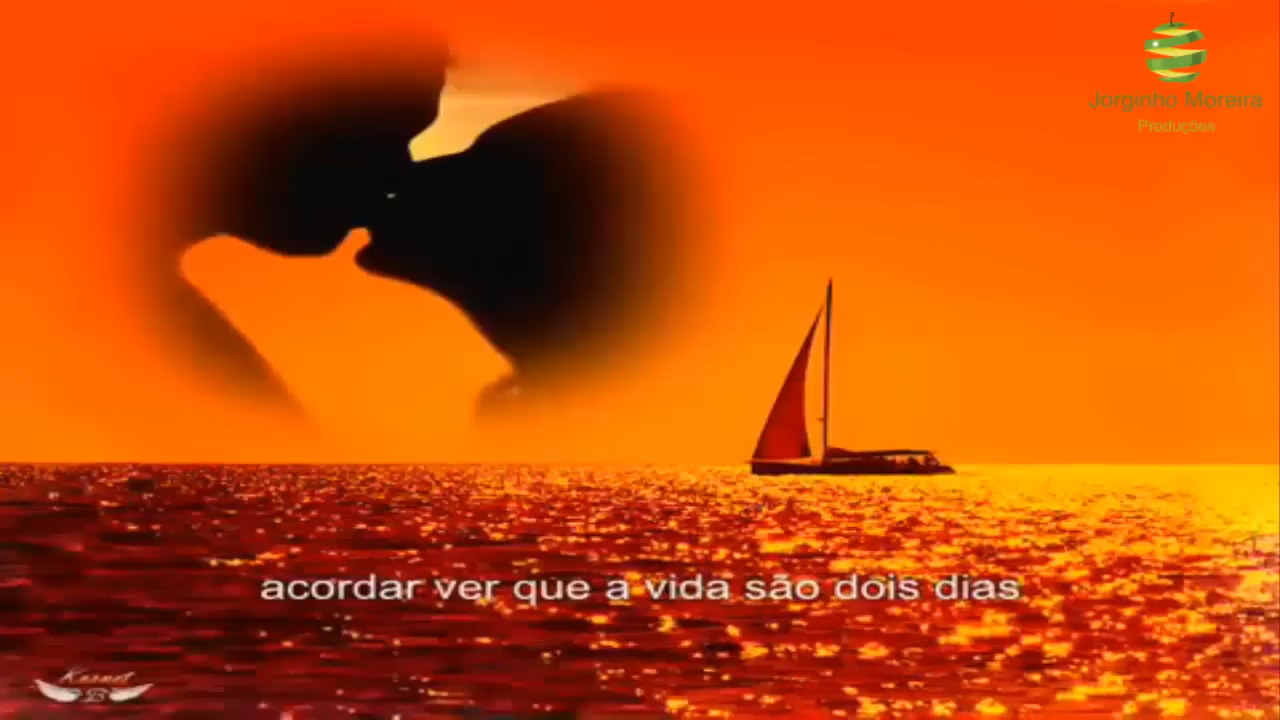 Jorginho Moreira
Produções
acordar ver que a vida são dois dias